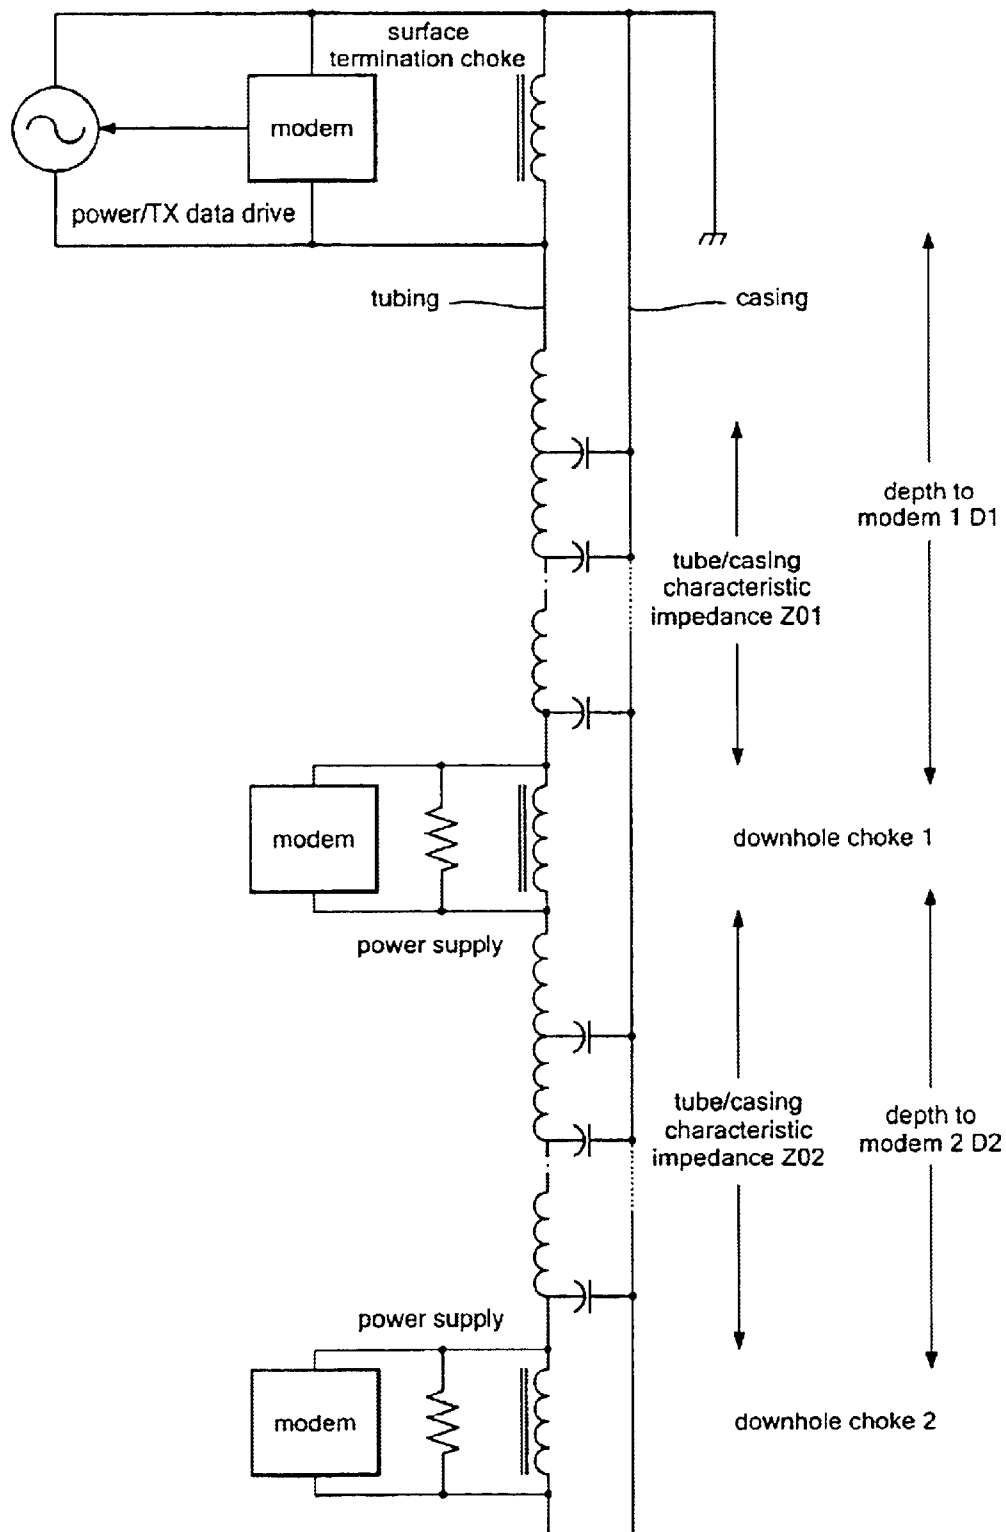 surface
termination choke
modem
power/TX data drive
tubing
casing
depth to
modem 1 D1
tube/casing
characteristic
impedance Z01
modem
downhole choke 1
power supply
tube/casing
characteristic
impedance Z02
depth to
modem 2 D2
power supply
modem
downhole choke 2